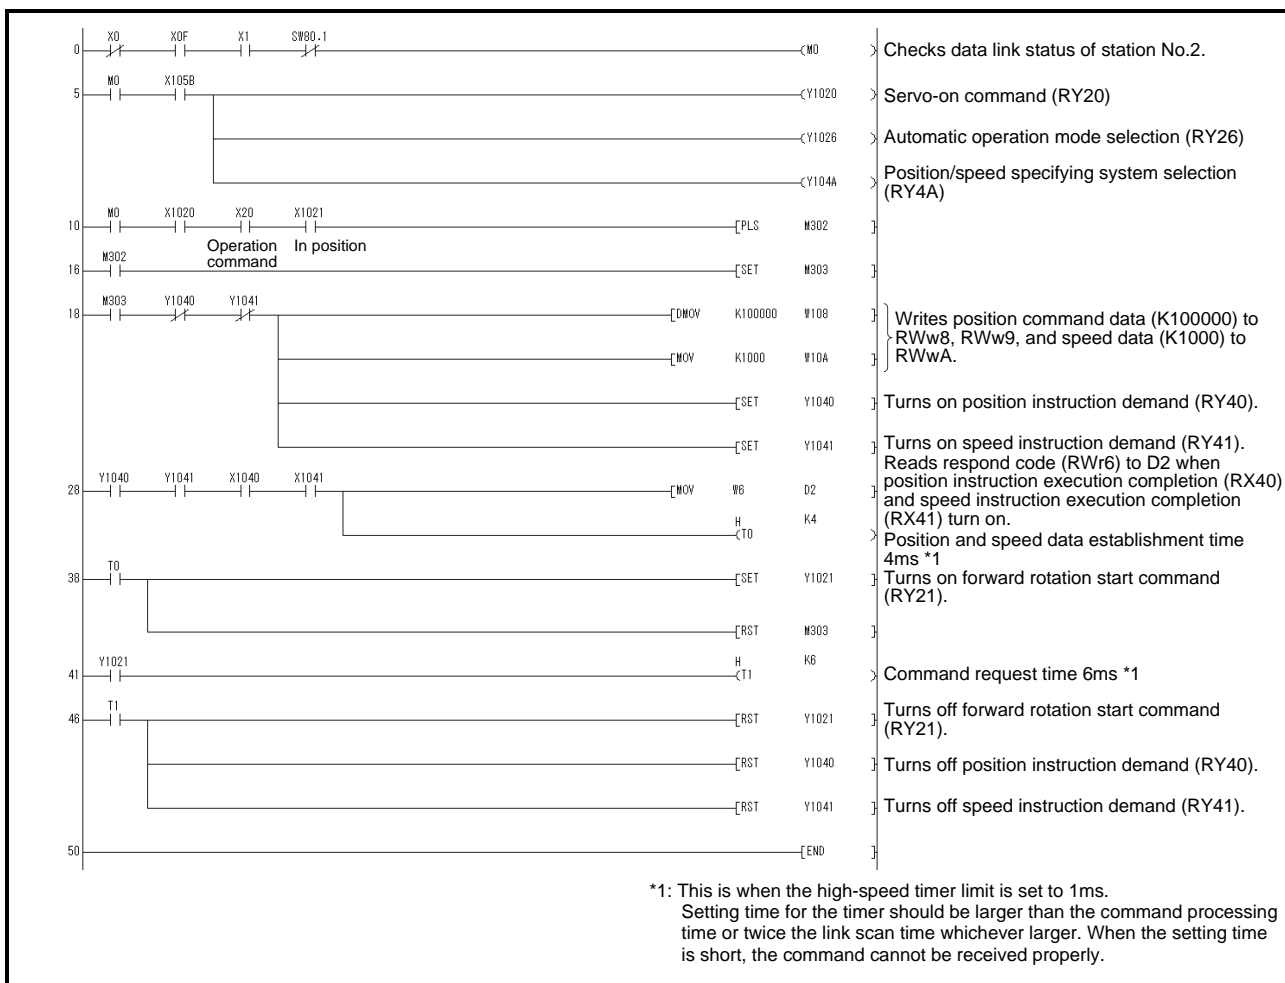 X0 X0F X1 SW80.1
0 (M0 ) Checks data link status of station No.2.
M0 X105B
5 (Y1020 ) Servo-on command (RY20)
(Y1026 ) Automatic operation mode selection (RY26)
(Y104A ) Position/speed specifying system selection
(RY4A)
M0 X1020 X20 X1021
10 [PLS M302 ]
Operation In position
command
M302
16 [SET M303 ]
M303 Y1040 Y1041
18 [DMOV K100000 W108 ]
Writes position command data (K100000) to
RWw8, RWw9, and speed data (K1000) to
RWwA.
[MOV K1000 W10A ]
[SET Y1040 ] Turns on position instruction demand (RY40).
[SET Y1041 ] Turns on speed instruction demand (RY41).
Reads respond code (RWr6) to D2 when
position instruction execution completion (RX40)
and speed instruction execution completion
(RX41) turn on.
Y1040 Y1041 X1040 X1041
28 [MOV W6 D2 ]
H K4
(T0 )
Position and speed data establishment time
4ms *1
T0
38 [SET Y1021 ] Turns on forward rotation start command
(RY21).
[RST M303 ]
Y1021
H K6
41 (T1 ) Command request time 6ms *1
T1
46 [RST Y1021 ] Turns off forward rotation start command
(RY21).
[RST Y1040 ] Turns off position instruction demand (RY40).
[RST Y1041 ] Turns off speed instruction demand (RY41).
50 [END ]
*1: This is when the high-speed timer limit is set to 1ms.
Setting time for the timer should be larger than the command processing
time or twice the link scan time whichever larger. When the setting time
is short, the command cannot be received properly.